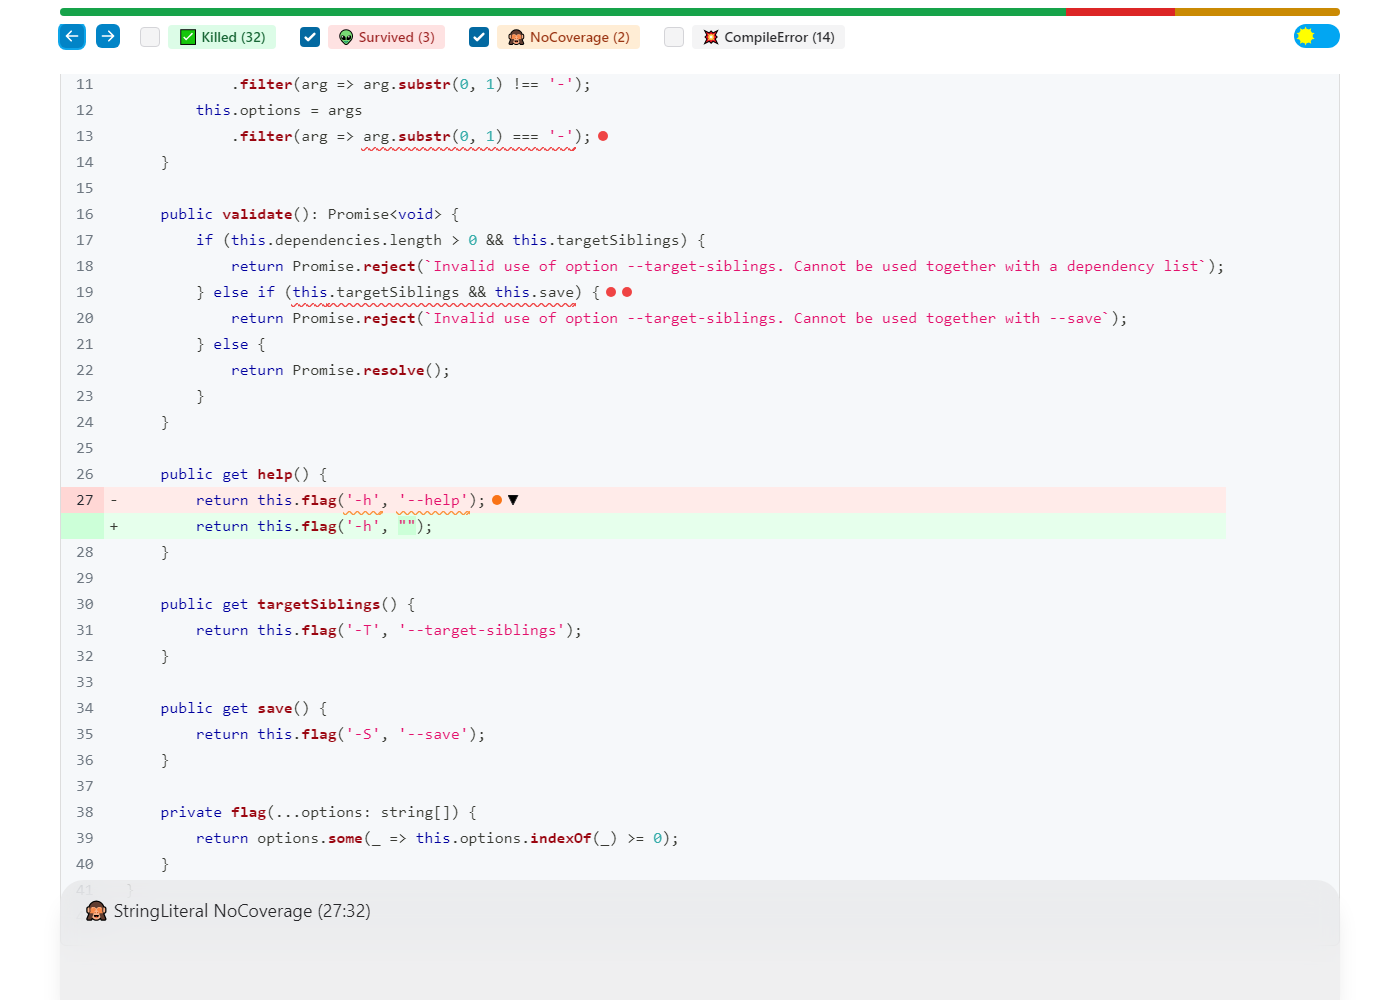 Killed (32) Survived (3) NoCoverage (2) CompileError (14)
11 .filter(arg => arg.substr(0, 1) !== '-');
12 this.options = args
13 .filter(arg => arg.substr(0, 1) === '-');
14 }
15
16 public validate(): Promise<void> {
17 if (this.dependencies.length > 0 && this.targetSiblings) {
18 return Promise.reject(`Invalid use of option --target-siblings. Cannot be used together with a dependency list`);
19 } else if (this.targetSiblings && this.save) {
20 return Promise.reject(`Invalid use of option --target-siblings. Cannot be used together with --save`);
21 } else {
22 return Promise.resolve();
23 }
24 }
25
26 public get help() {
27 - return this.flag('-h', '--help');
+ return this.flag('-h', "");
28 }
29
30 public get targetSiblings() {
31 return this.flag('-T', '--target-siblings');
32 }
33
34 public get save() {
35 return this.flag('-S', '--save');
36 }
37
38 private flag(...options: string[]) {
39 return options.some(_ => this.options.indexOf(_) >= 0);
40 }
41 }
StringLiteral NoCoverage (27:32)